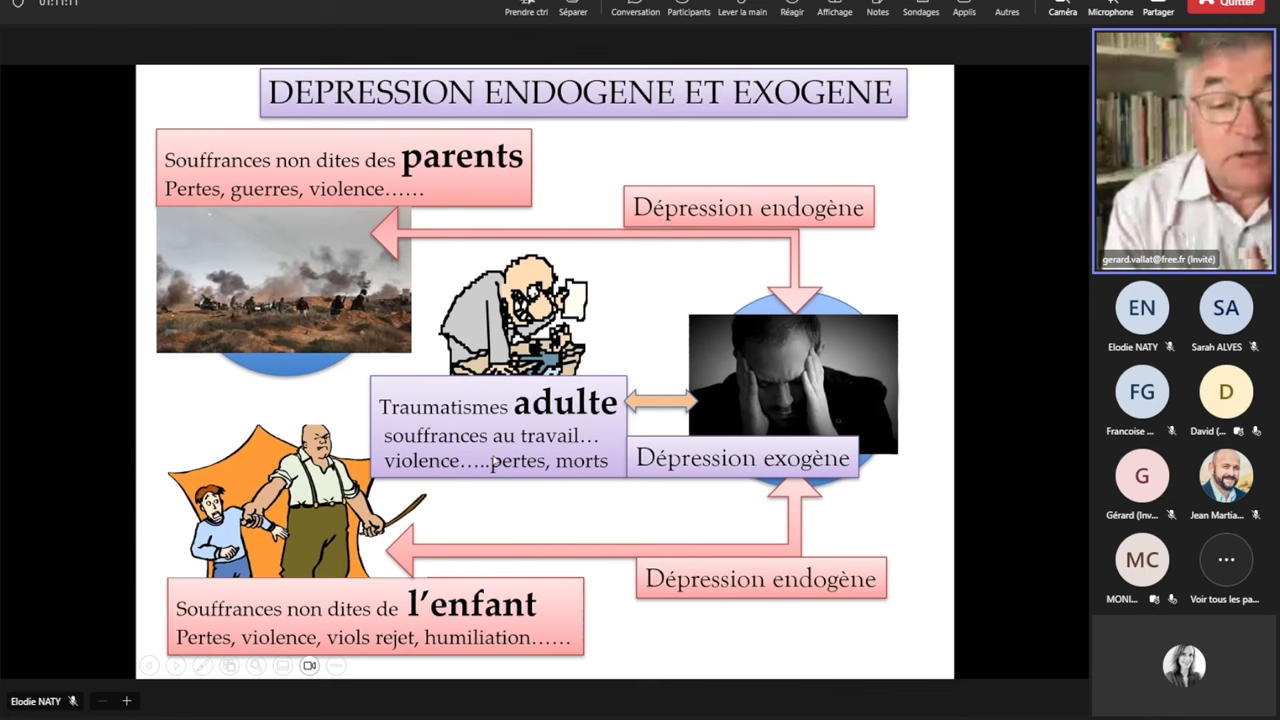 01:11:11
Prendre ctrl
Séparer
Conversation
Participants
Lever la main
Réagir
Affichage
Notes
Sondages
Applis
Autres
Caméra
Microphone
Partager
Quitter
DEPRESSION ENDOGENE ET EXOGENE
Souffrances non dites des parents
Pertes, guerres, violence……
Dépression endogène
Traumatismes adulte
souffrances au travail…
violence…..pertes, morts
Dépression exogène
Dépression endogène
Souffrances non dites de l’enfant
Pertes, violence, viols rejet, humiliation……
gerard.vallat@free.fr (Invité)
EN
SA
Elodie NATY
Sarah ALVES
FG
D
Francoise ...
David (...
G
Gérard (Inv...
Jean Martia...
MC
MONI...
Voir tous les pa...
Elodie NATY